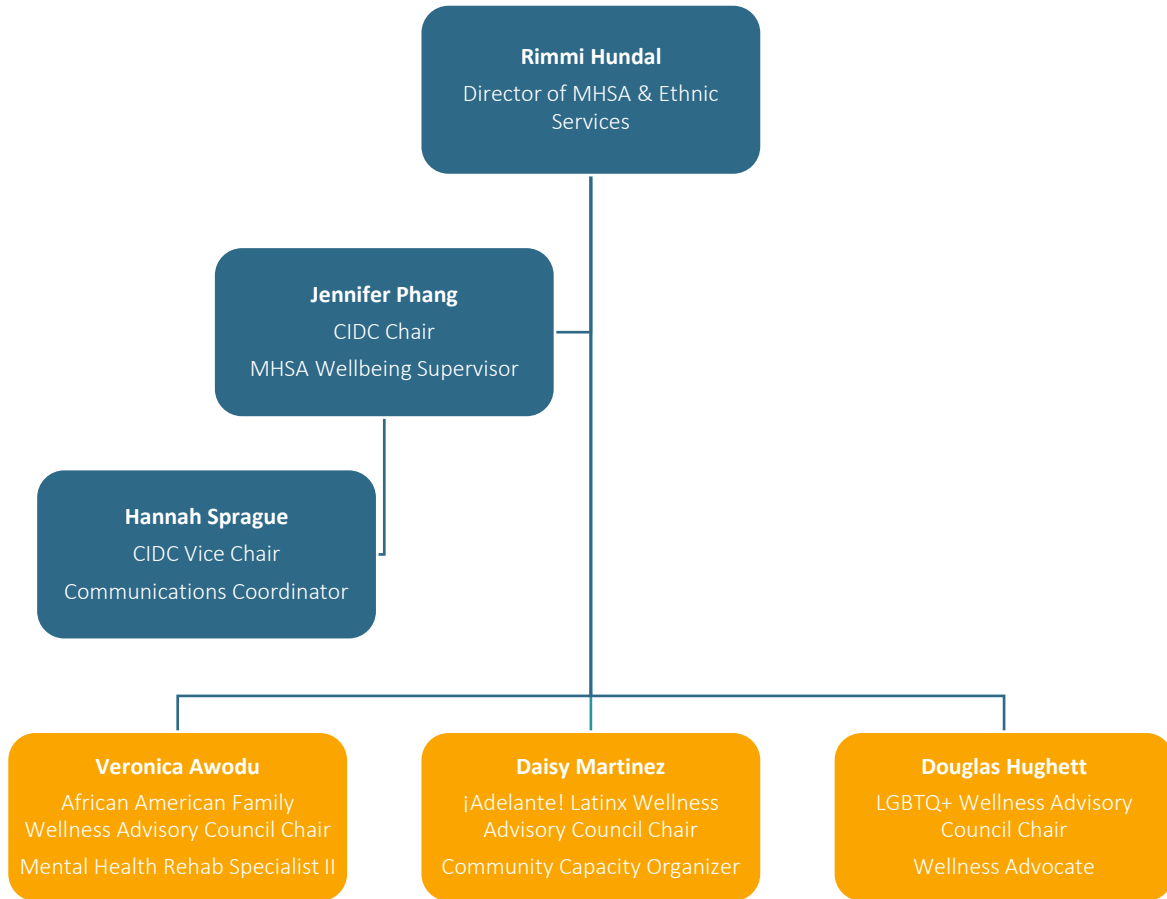 Rimmi Hundal
Director of MHSA & Ethnic
Services
Jennifer Phang
CIDC Chair
MHSA Wellbeing Supervisor
Hannah Sprague
CIDC Vice Chair
Communications Coordinator
Veronica Awodu
African American Family
Wellness Advisory Council Chair
Mental Health Rehab Specialist II
Daisy Martinez
¡Adelante! Latinx Wellness
Advisory Council Chair
Community Capacity Organizer
Douglas Hughett
LGBTQ+ Wellness Advisory
Council Chair
Wellness Advocate